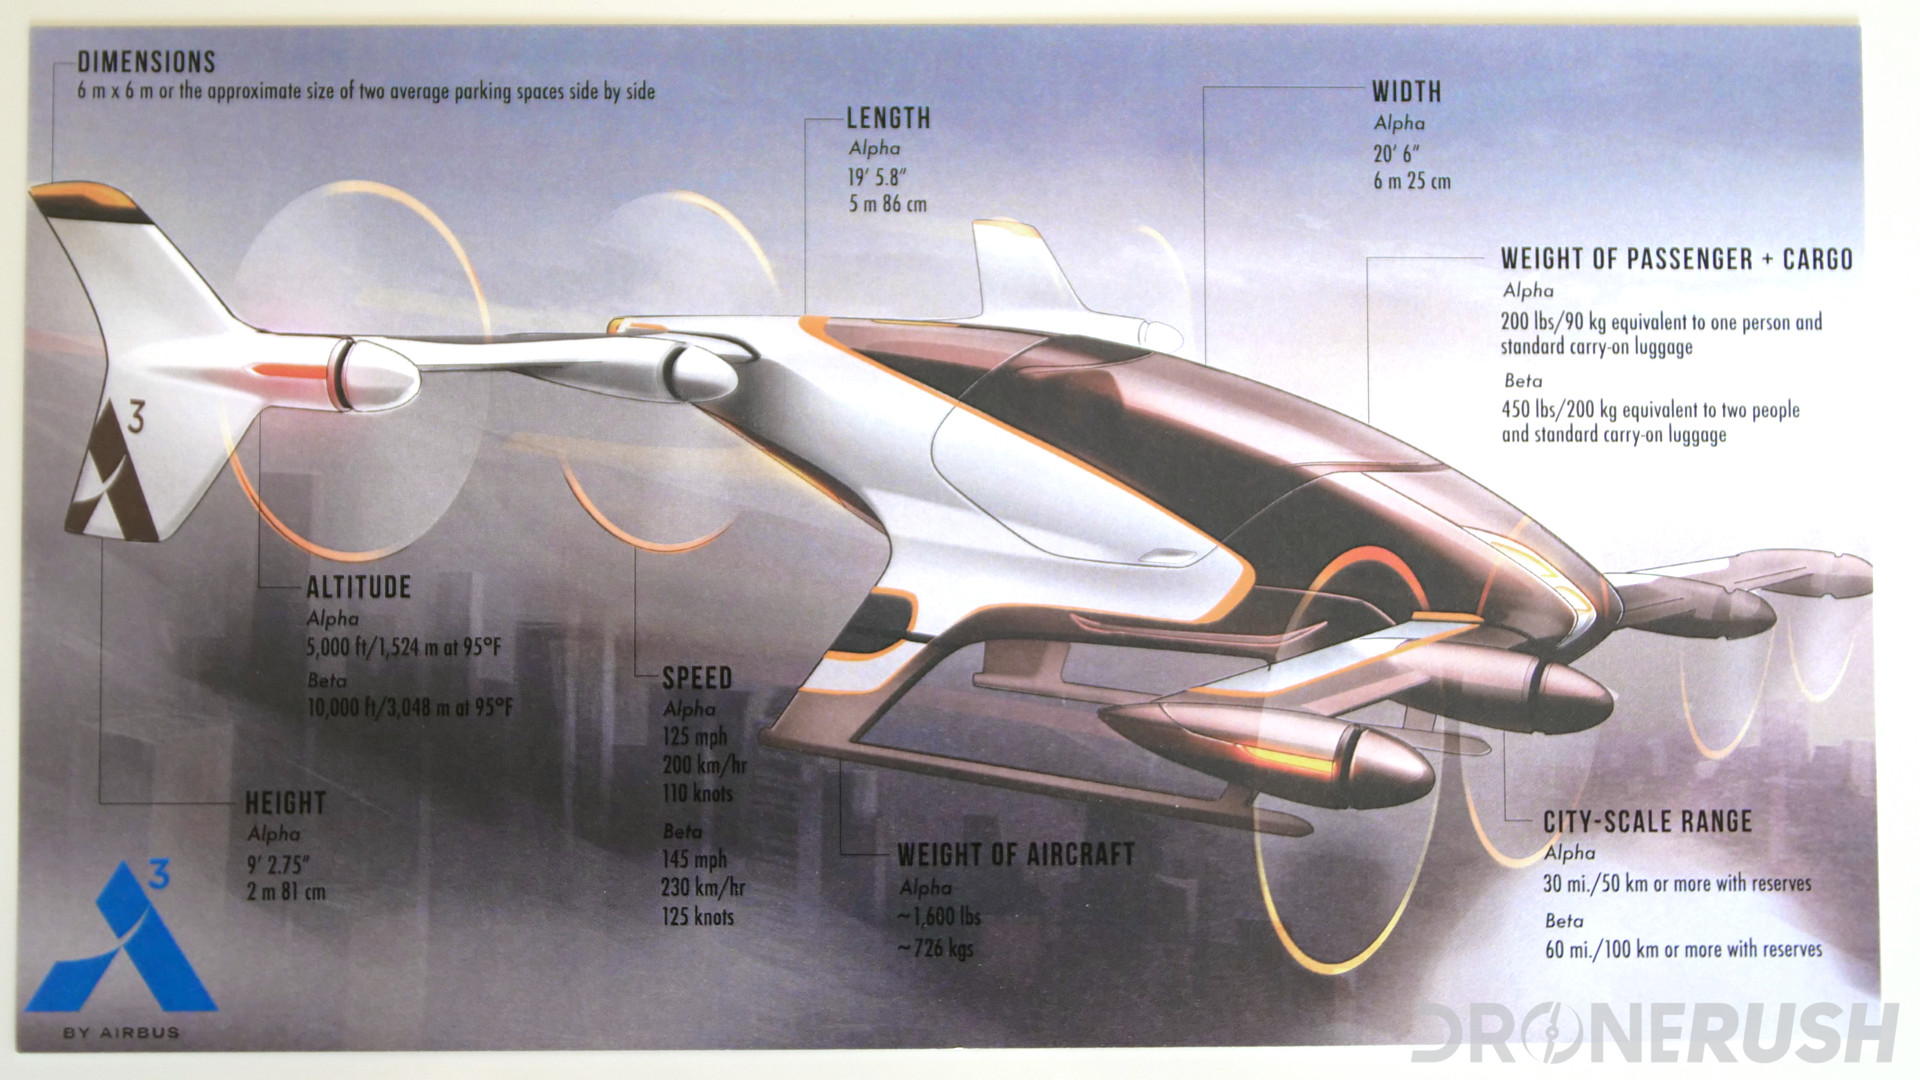 DIMENSIONS
6 m x 6 m or the approximate size of two average parking spaces side by side
LENGTH
Alpha
19' 5.8"
5 m 86 cm
WIDTH
Alpha
20' 6"
6 m 25 cm
WEIGHT OF PASSENGER + CARGO
Alpha
200 lbs/90 kg equivalent to one person and
standard carry-on luggage
Beta
450 lbs/200 kg equivalent to two people
and standard carry-on luggage
3
ALTITUDE
Alpha
5,000 ft/1,524 m at 95°F
Beta
10,000 ft/3,048 m at 95°F
SPEED
Alpha
125 mph
200 km/hr
110 knots
Beta
145 mph
230 km/hr
125 knots
HEIGHT
Alpha
9' 2.75"
2 m 81 cm
WEIGHT OF AIRCRAFT
Alpha
~1,600 lbs
~726 kgs
CITY-SCALE RANGE
Alpha
30 mi./50 km or more with reserves
Beta
60 mi./100 km or more with reserves
3
BY AIRBUS
DRONERUSH